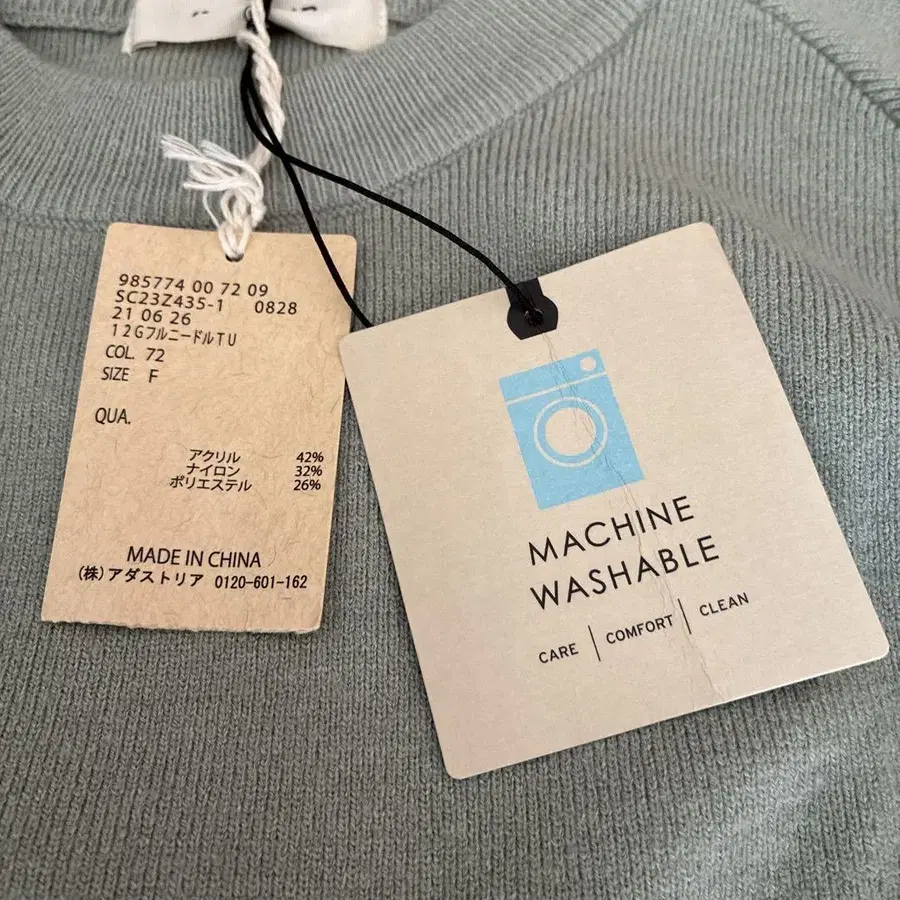 985774 00 72 09
SC23Z435-1 0828
21 06 26
12GフルニードルTU
COL. 72
SIZE F
QUA.
アクリル 42%
ナイロン 32%
ポリエステル 26%
MADE IN CHINA
(株)アダストリア 0120-601-162
MACHINE
WASHABLE
CARE | COMFORT | CLEAN